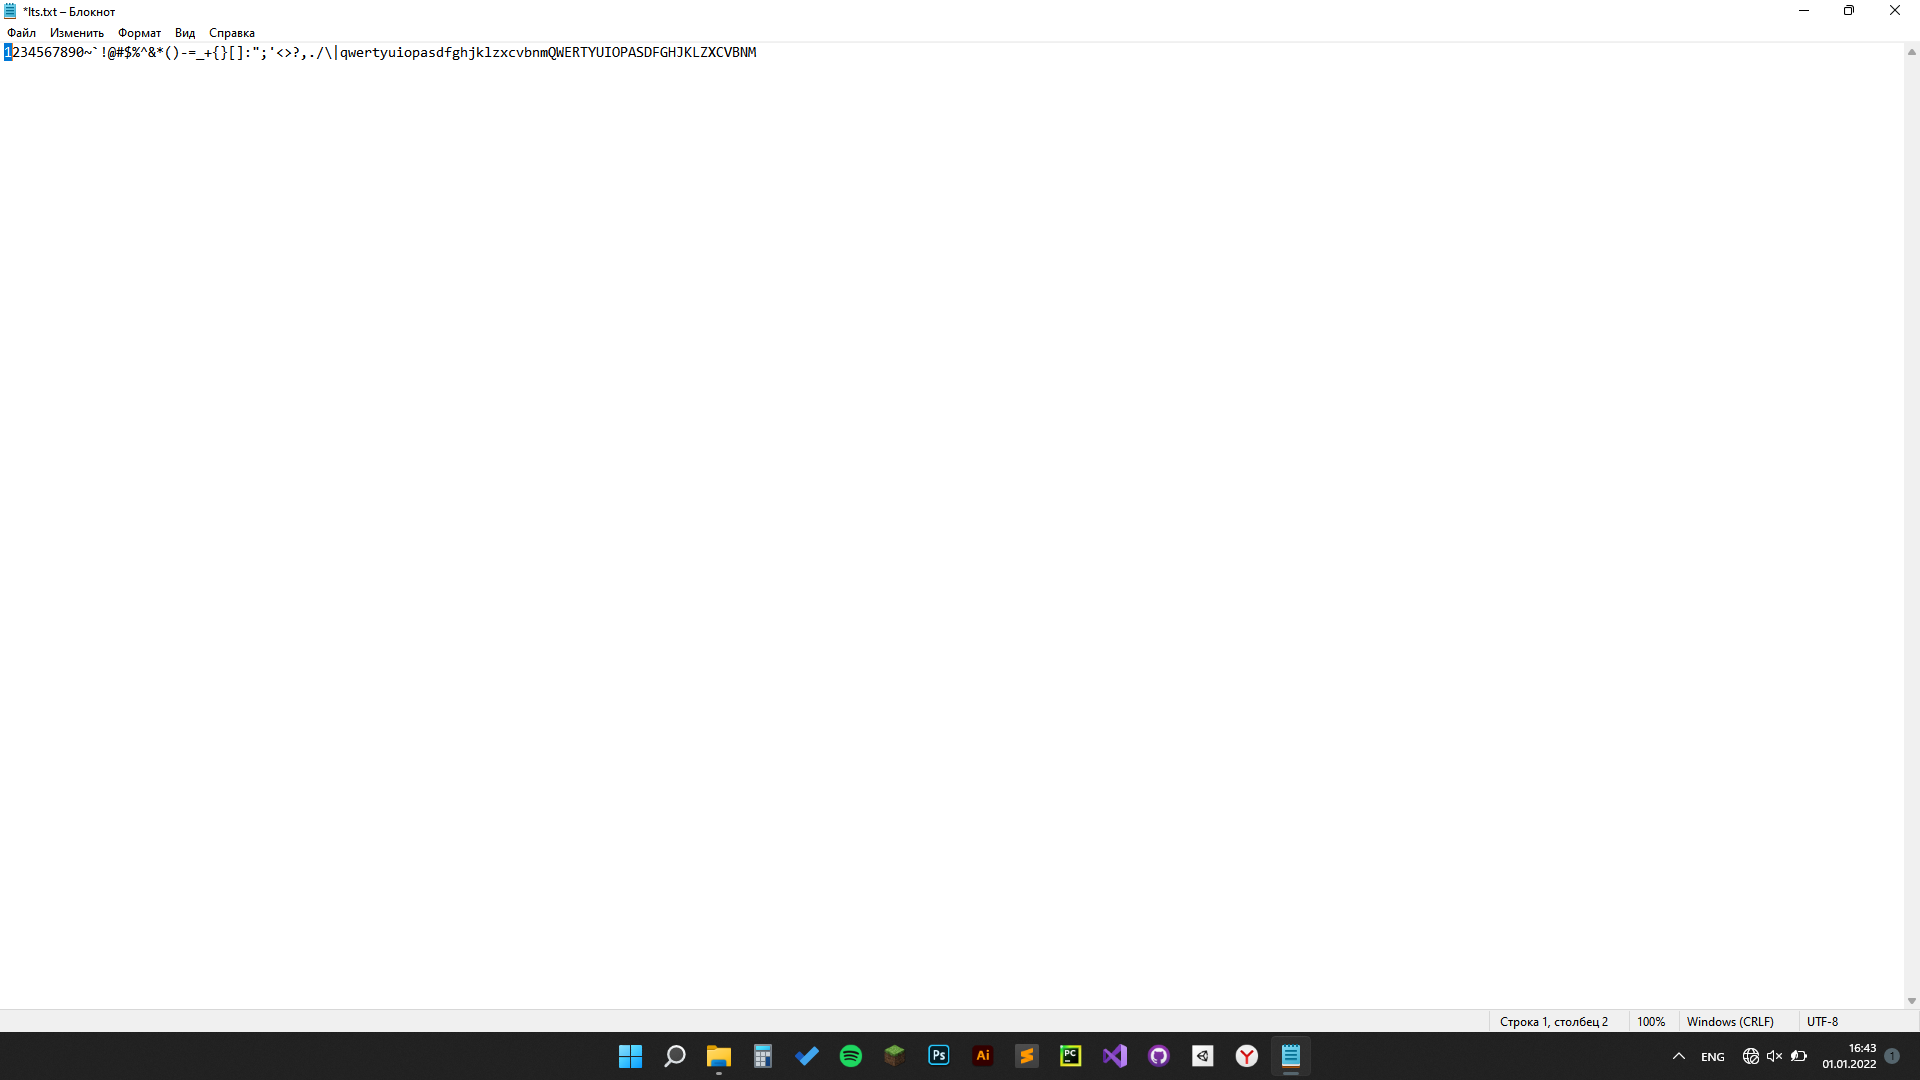 *lts.txt – Блокнот
Файл Изменить Формат Вид Справка
1234567890~`!@#$%^&*()-=_+{}[]:";'<>?,./\|qwertyuiopasdfghjklzxcvbnmQWERTYUIOPASDFGHJKLZXCVBNM
Строка 1, столбец 2 100% Windows (CRLF) UTF-8
Ps Ai PC ENG 16:43 1
01.01.2022